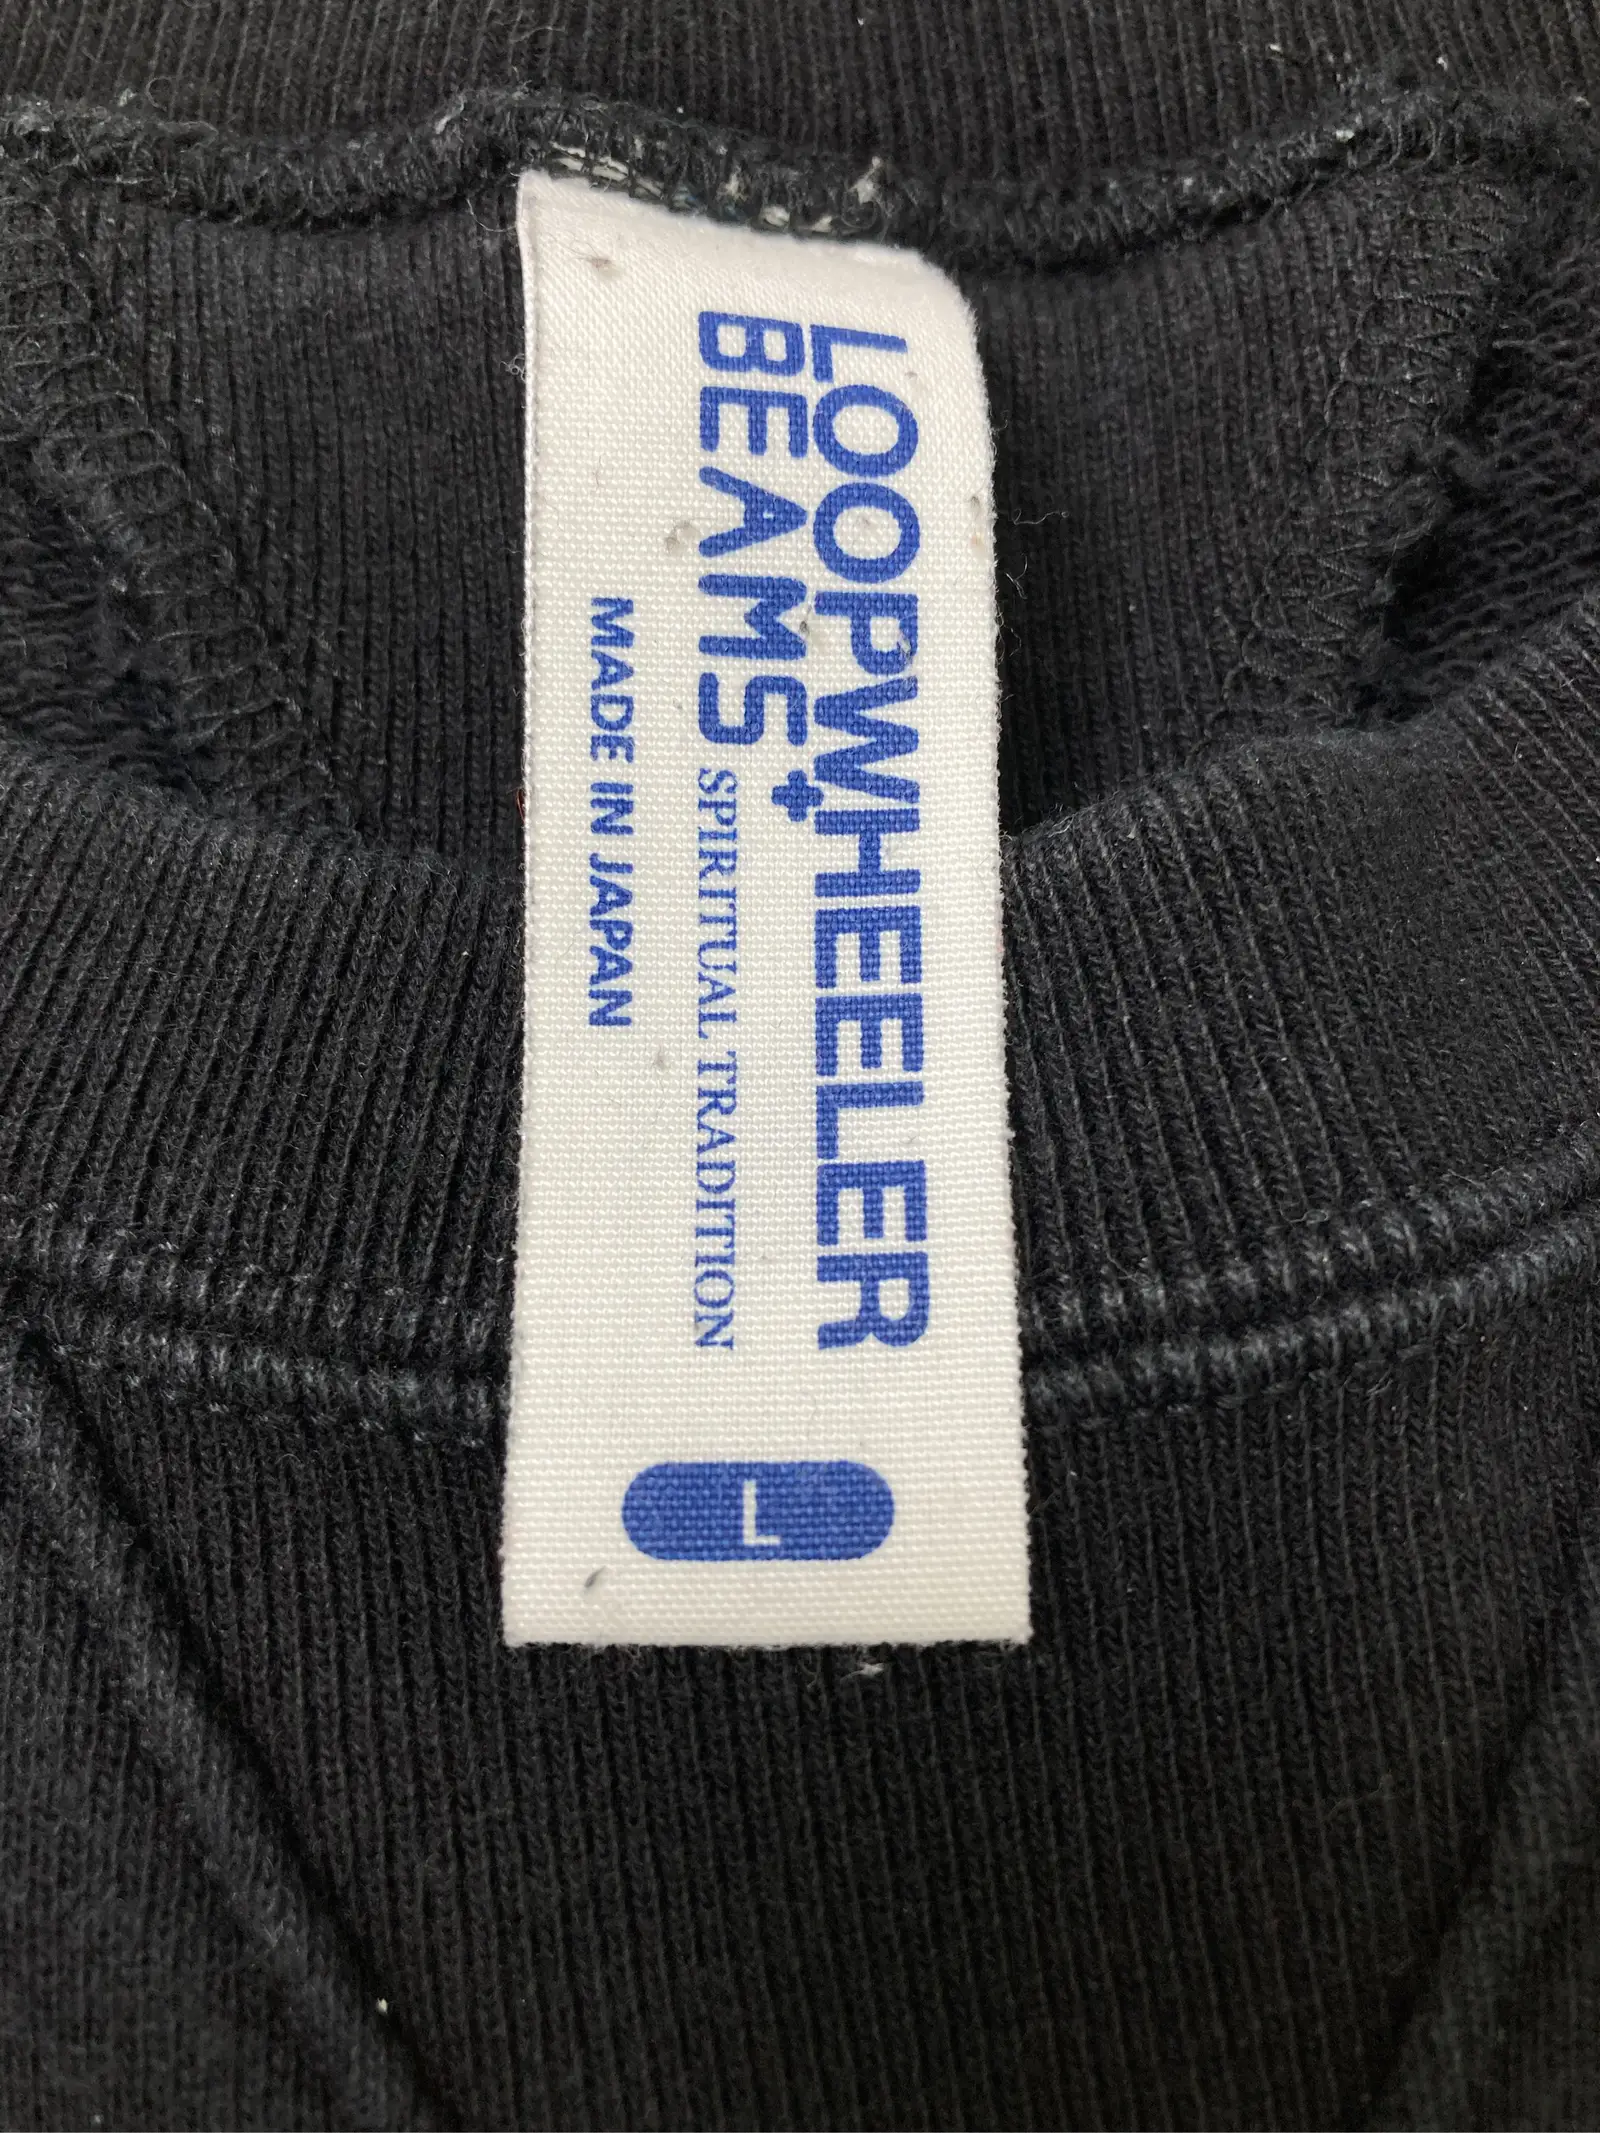 LOOPWHEELER
BEAMS+ SPIRITUAL TRADITION
MADE IN JAPAN
L